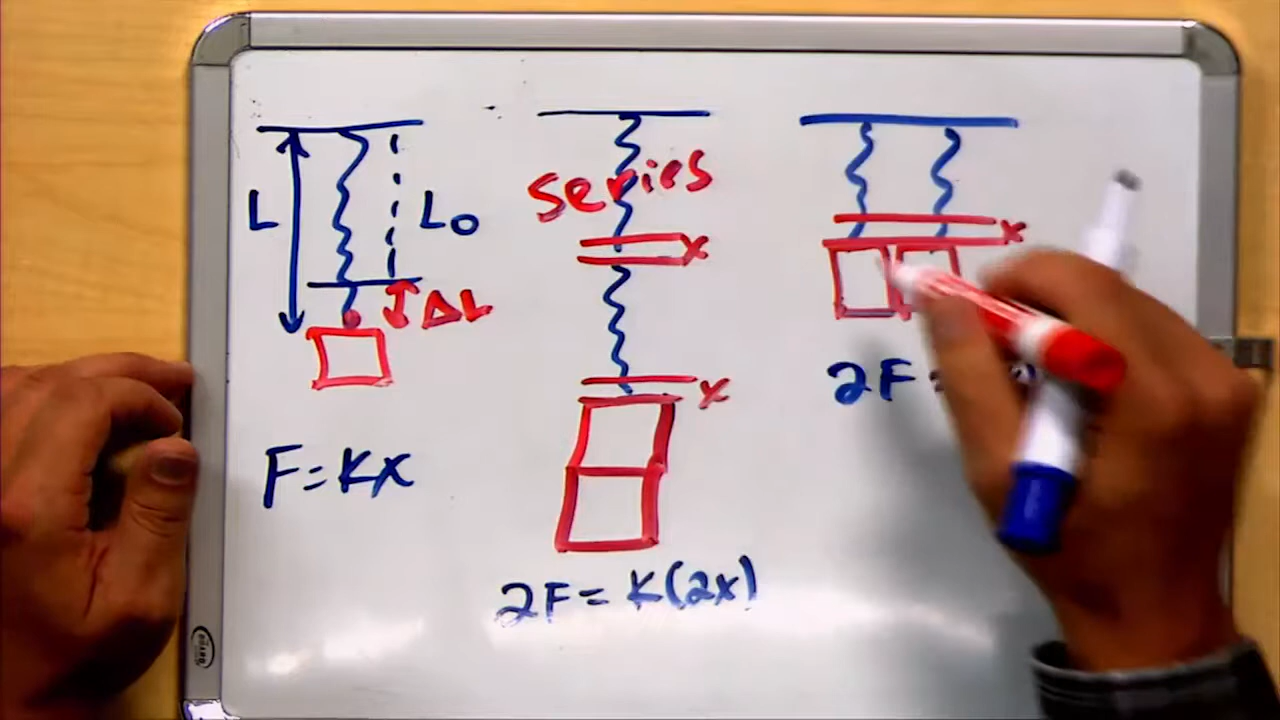 L
L₀
ΔL
F=Kx
series
x
x
2F=K(2x)
x
2F=